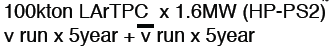 100kton LArTPC x 1.6MW (HP-PS2)
ν run x 5year + ν̅ run x 5year